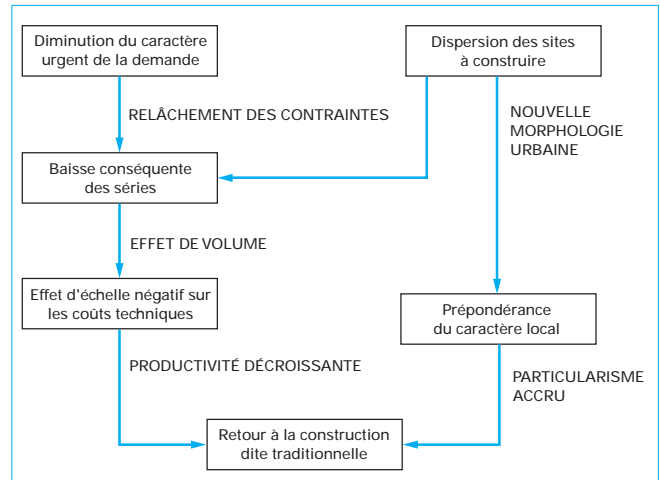 Diminution du caractère
urgent de la demande
Dispersion des sites
à construire
RELÂCHEMENT DES CONTRAINTES
NOUVELLE
MORPHOLOGIE
URBAINE
Baisse conséquente
des séries
EFFET DE VOLUME
Effet d'échelle négatif sur
les coûts techniques
Prépondérance
du caractère local
PRODUCTIVITÉ DÉCROISSANTE
PARTICULARISME
ACCRU
Retour à la construction
dite traditionnelle